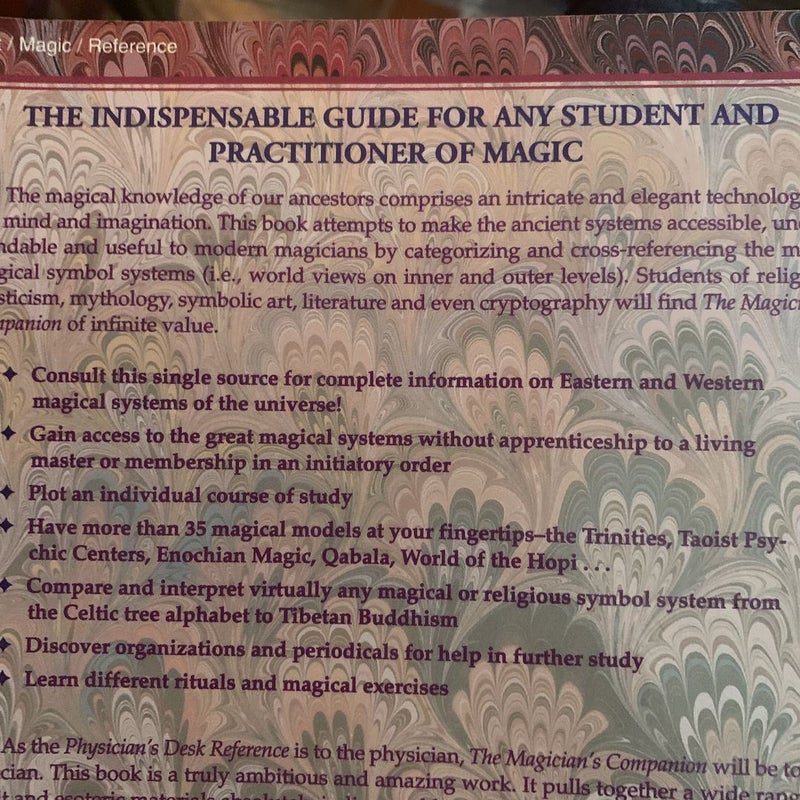 / Magic / Reference
THE INDISPENSABLE GUIDE FOR ANY STUDENT AND
PRACTITIONER OF MAGIC
The magical knowledge of our ancestors comprises an intricate and elegant technolog
mind and imagination. This book attempts to make the ancient systems accessible, un
ndable and useful to modern magicians by categorizing and cross-referencing the m
gical symbol systems (i.e., world views on inner and outer levels). Students of relig
sticism, mythology, symbolic art, literature and even cryptography will find The Magic
panion of infinite value.
✦ Consult this single source for complete information on Eastern and Western
magical systems of the universe!
✦ Gain access to the great magical systems without apprenticeship to a living
master or membership in an initiatory order
✦ Plot an individual course of study
✦ Have more than 35 magical models at your fingertips–the Trinities, Taoist Psy-
chic Centers, Enochian Magic, Qabala, World of the Hopi . . .
✦ Compare and interpret virtually any magical or religious symbol system from
the Celtic tree alphabet to Tibetan Buddhism
✦ Discover organizations and periodicals for help in further study
✦ Learn different rituals and magical exercises
As the Physician's Desk Reference is to the physician, The Magician's Companion will be to
cian. This book is a truly ambitious and amazing work. It pulls together a wide rang